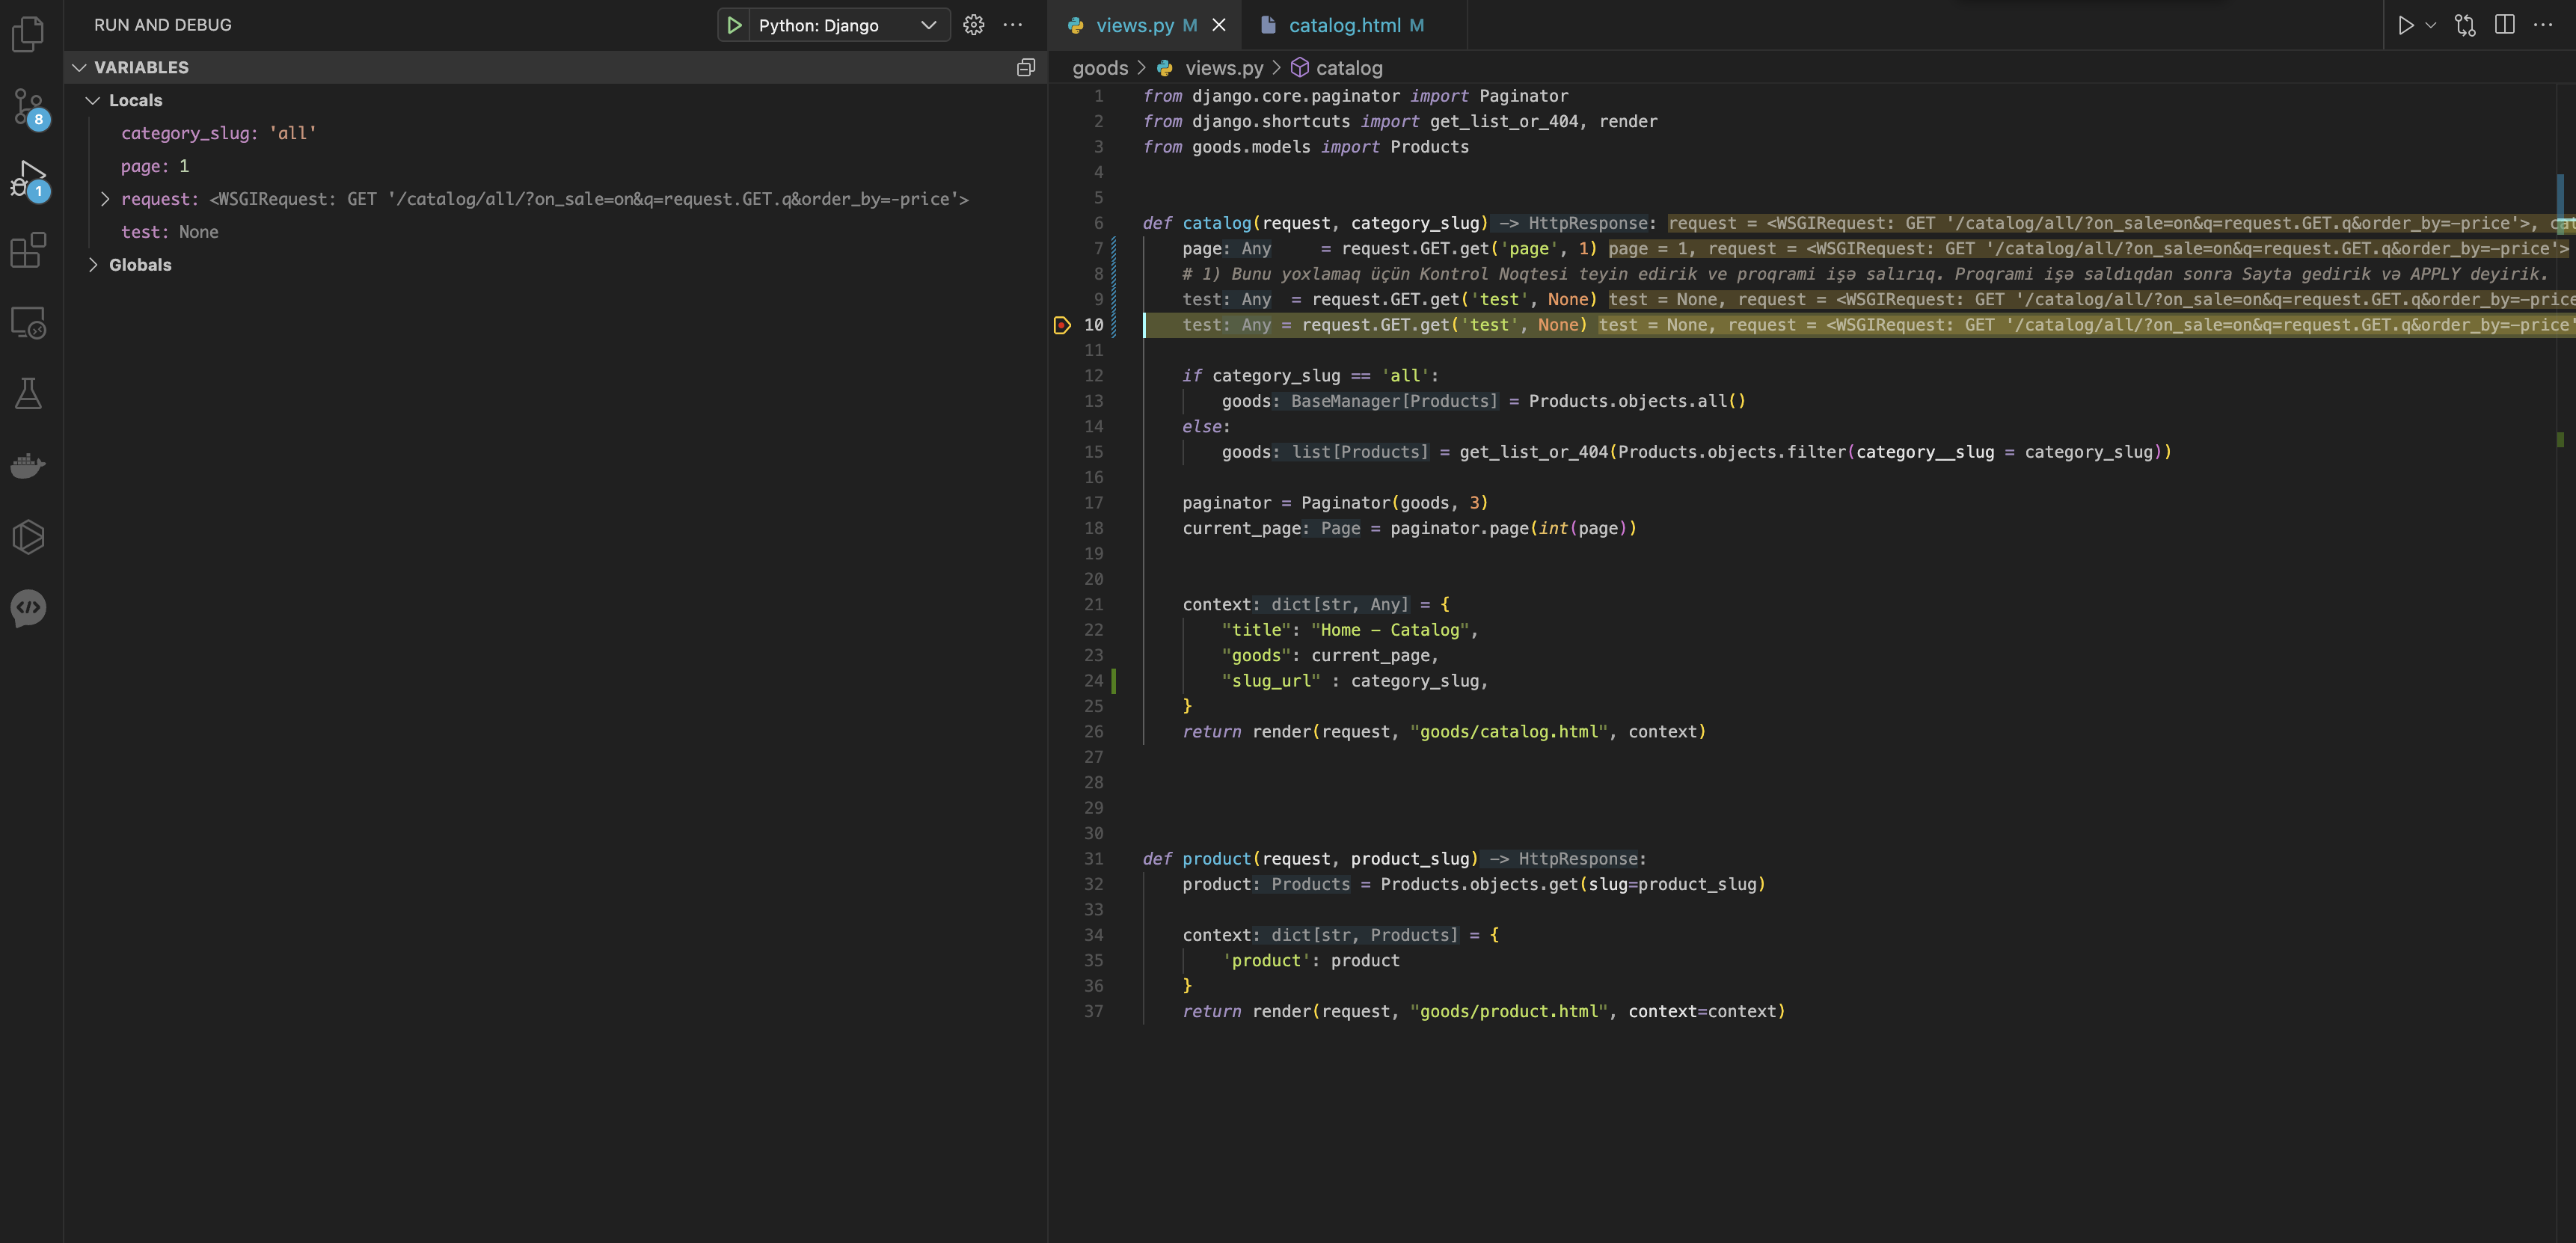 RUN AND DEBUG
Python: Django
VARIABLES
Locals
category_slug: 'all'
page: 1
request: <WSGIRequest: GET '/catalog/all/?on_sale=on&q=request.GET.q&order_by=-price'>
test: None
Globals
8
1
views.py M
catalog.html M
goods > views.py > catalog
1 from django.core.paginator import Paginator
2 from django.shortcuts import get_list_or_404, render
3 from goods.models import Products
4
5
6 def catalog(request, category_slug) -> HttpResponse: request = <WSGIRequest: GET '/catalog/all/?on_sale=on&q=request.GET.q&order_by=-price'>, cat
7 page: Any = request.GET.get('page', 1) page = 1, request = <WSGIRequest: GET '/catalog/all/?on_sale=on&q=request.GET.q&order_by=-price'>
8 # 1) Bunu yoxlamaq üçün Kontrol Noqtesi teyin edirik ve proqrami işə salırıq. Proqrami işə saldıqdan sonra Sayta gedirik və APPLY deyirik.
9 test: Any = request.GET.get('test', None) test = None, request = <WSGIRequest: GET '/catalog/all/?on_sale=on&q=request.GET.q&order_by=-price
10 test: Any = request.GET.get('test', None) test = None, request = <WSGIRequest: GET '/catalog/all/?on_sale=on&q=request.GET.q&order_by=-price'
11
12 if category_slug == 'all':
13 goods: BaseManager[Products] = Products.objects.all()
14 else:
15 goods: list[Products] = get_list_or_404(Products.objects.filter(category__slug = category_slug))
16
17 paginator = Paginator(goods, 3)
18 current_page: Page = paginator.page(int(page))
19
20
21 context: dict[str, Any] = {
22 "title": "Home - Catalog",
23 "goods": current_page,
24 "slug_url" : category_slug,
25 }
26 return render(request, "goods/catalog.html", context)
27
28
29
30
31 def product(request, product_slug) -> HttpResponse:
32 product: Products = Products.objects.get(slug=product_slug)
33
34 context: dict[str, Products] = {
35 'product': product
36 }
37 return render(request, "goods/product.html", context=context)